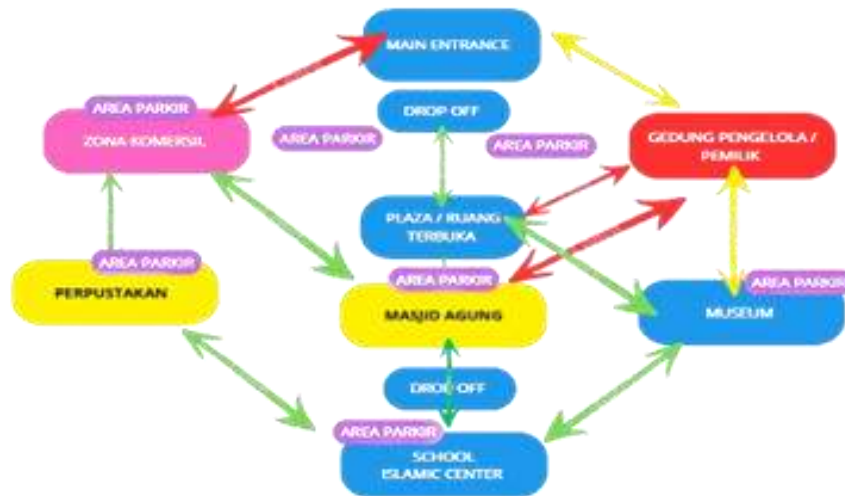 MAIN ENTRANCE
DROP OFF
AREA PARKIR
ZONA KOMERSIL
AREA PARKIR
AREA PARKIR
GEDUNG PENGELOLA /
PEMILIK
PLAZA / RUANG
TERBUKA
AREA PARKIR
PERPUSTAKAN
AREA PARKIR
MASJID AGUNG
AREA PARKIR
MUSEUM
DROP OFF
AREA PARKIR
SCHOOL
ISLAMIC CENTER